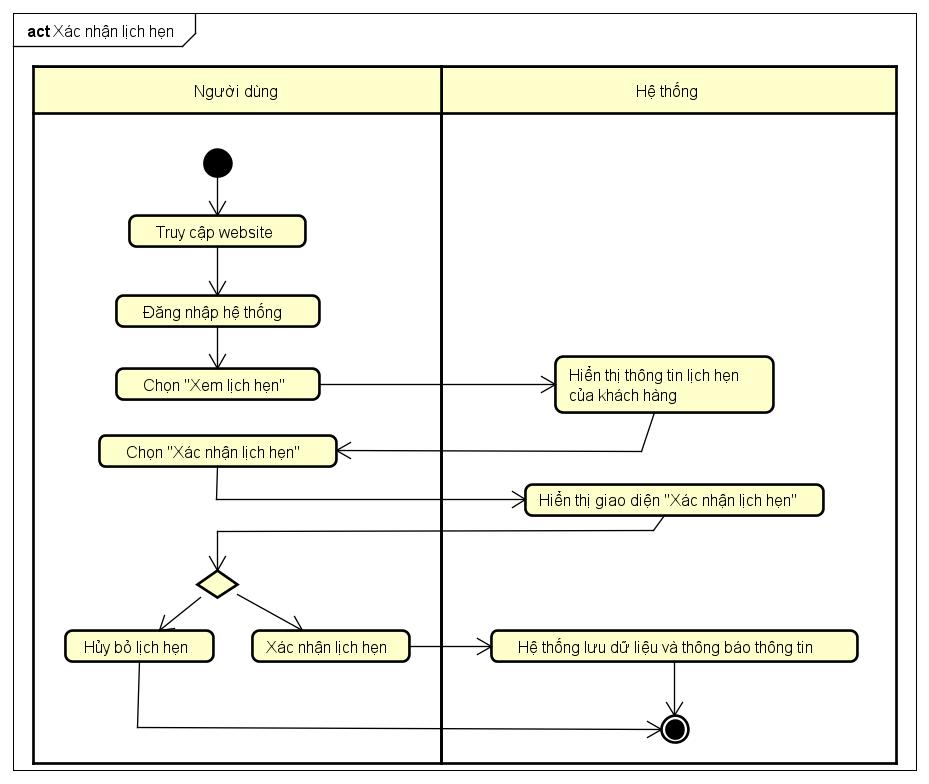 act Xác nhận lịch hẹn
Người dùng
Hệ thống
Truy cập website
Đăng nhập hệ thống
Chọn "Xem lịch hẹn"
Hiển thị thông tin lịch hẹn
của khách hàng
Chọn "Xác nhận lịch hẹn"
Hiển thị giao diện "Xác nhận lịch hẹn"
Hủy bỏ lịch hẹn
Xác nhận lịch hẹn
Hệ thống lưu dữ liệu và thông báo thông tin